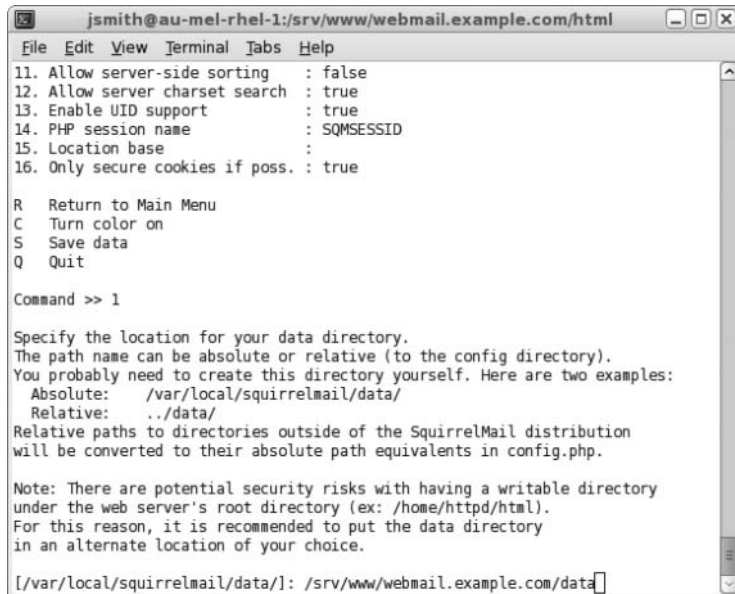 jsmith@au-mel-rhel-1:/srv/www/webmail.example.com/html
File Edit View Terminal Tabs Help
11. Allow server-side sorting : false
12. Allow server charset search : true
13. Enable UID support : true
14. PHP session name : SQMSESSID
15. Location base :
16. Only secure cookies if poss. : true
R Return to Main Menu
C Turn color on
S Save data
Q Quit
Command >> 1
Specify the location for your data directory.
The path name can be absolute or relative (to the config directory).
You probably need to create this directory yourself. Here are two examples:
Absolute: /var/local/squirrelmail/data/
Relative: ../data/
Relative paths to directories outside of the SquirrelMail distribution
will be converted to their absolute path equivalents in config.php.
Note: There are potential security risks with having a writable directory
under the web server's root directory (ex: /home/httpd/html).
For this reason, it is recommended to put the data directory
in an alternate location of your choice.
[/var/local/squirrelmail/data/]: /srv/www/webmail.example.com/data